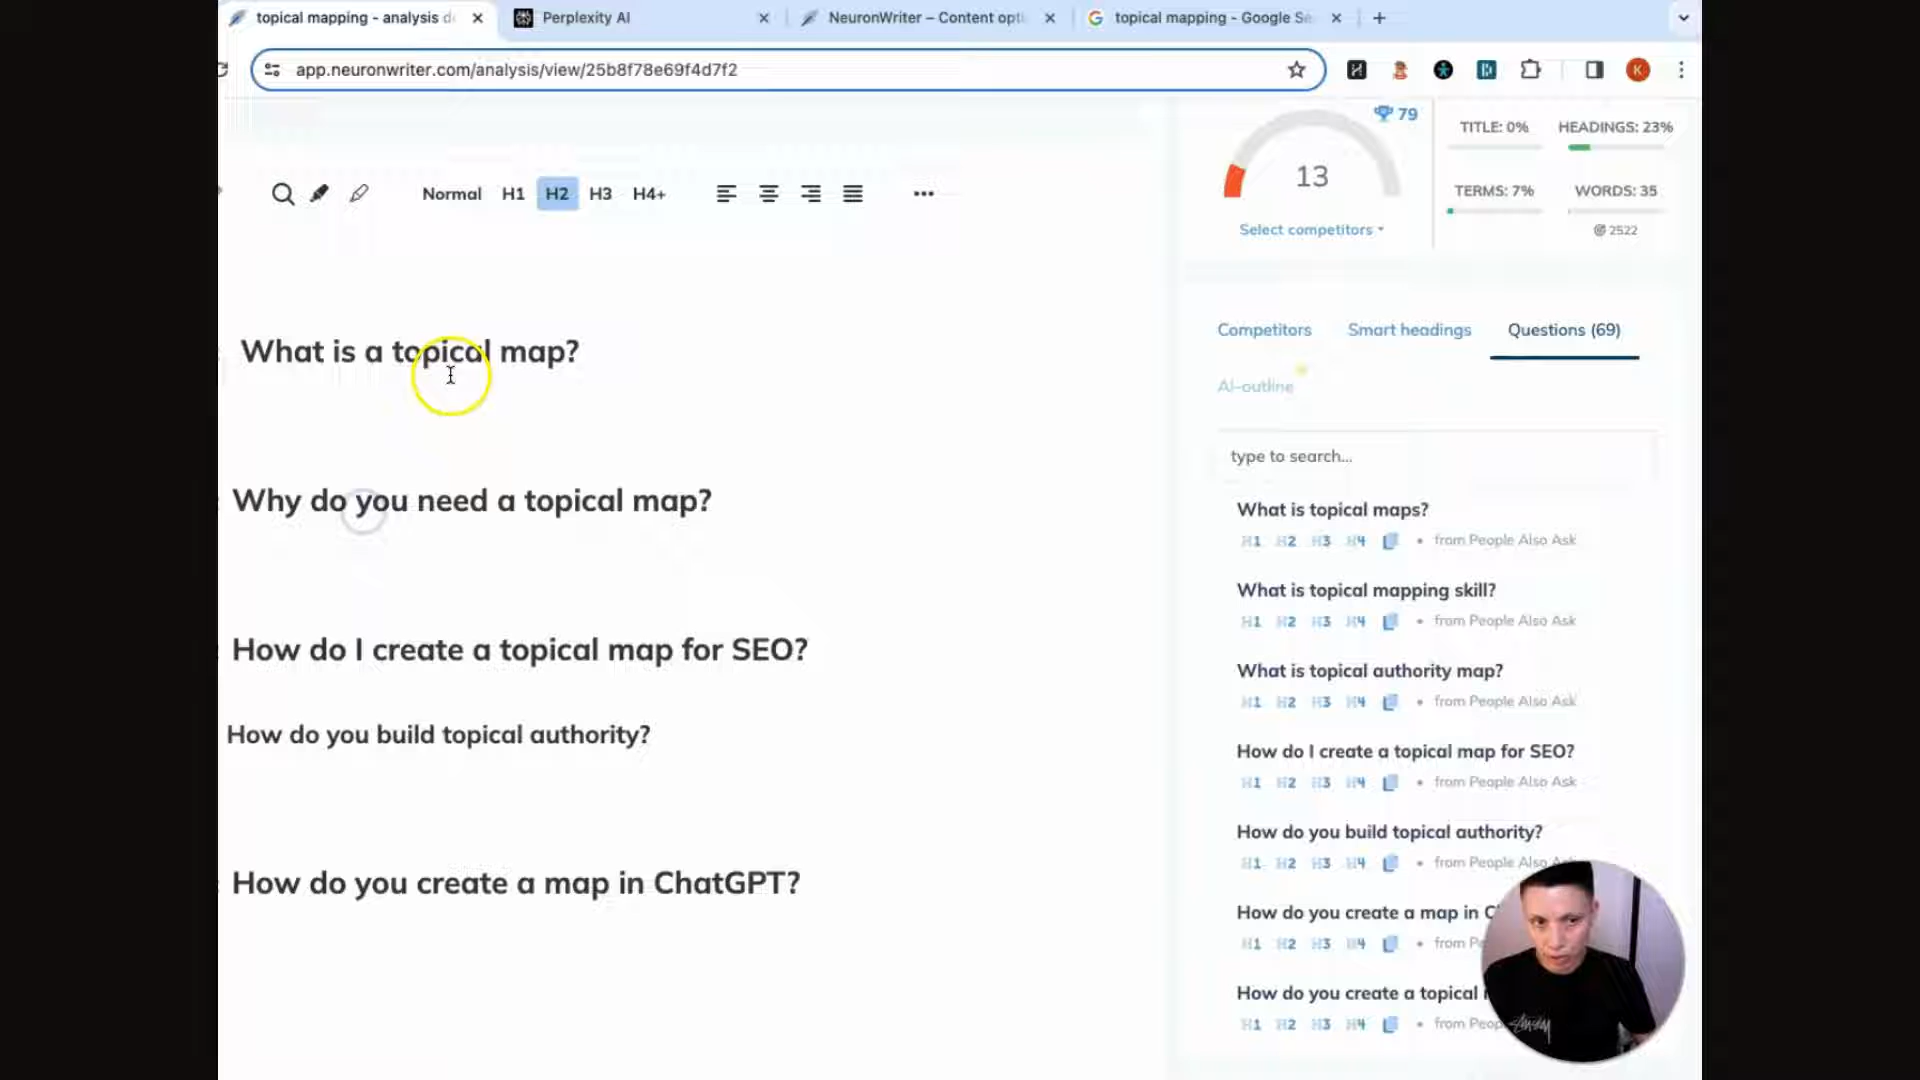 topical mapping - analysis d
Perplexity AI
NeuronWriter – Content opti
topical mapping - Google Se
app.neuronwriter.com/analysis/view/25b8f78e69f4d7f2
K
Normal H1 H2 H3 H4+
What is a topical map?
Why do you need a topical map?
How do I create a topical map for SEO?
How do you build topical authority?
How do you create a map in ChatGPT?
79
13
Select competitors
TITLE: 0% HEADINGS: 23%
TERMS: 7% WORDS: 35
2522
Competitors Smart headings Questions (69)
AI-outline
type to search...
What is topical maps?
H1 H2 H3 H4 • from People Also Ask
What is topical mapping skill?
H1 H2 H3 H4 • from People Also Ask
What is topical authority map?
H1 H2 H3 H4 • from People Also Ask
How do I create a topical map for SEO?
H1 H2 H3 H4 • from People Also Ask
How do you build topical authority?
H1 H2 H3 H4 • from People Also
How do you create a map in C
H1 H2 H3 H4 • from Pe
How do you create a topical
H1 H2 H3 H4 • from Peop